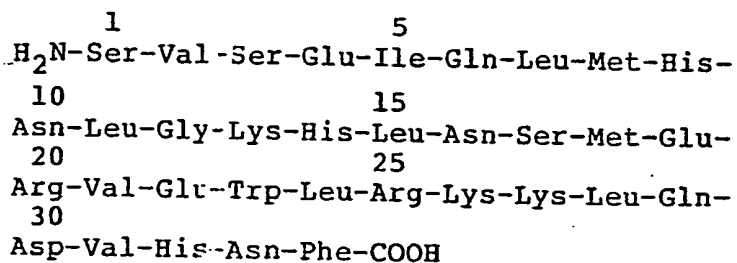 1 5
H2N-Ser-Val-Ser-Glu-Ile-Gln-Leu-Met-His-
10 15
Asn-Leu-Gly-Lys-His-Leu-Asn-Ser-Met-Glu-
20 25
Arg-Val-Glu-Trp-Leu-Arg-Lys-Lys-Leu-Gln-
30
Asp-Val-His-Asn-Phe-COOH